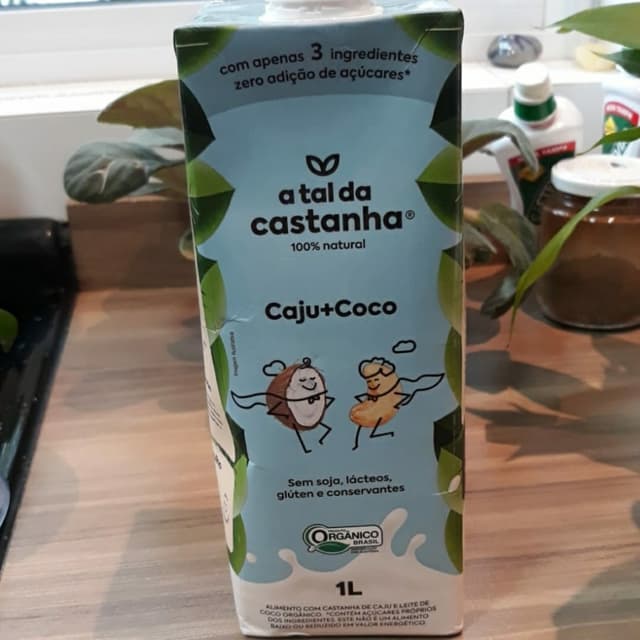 com apenas 3 ingredientes
zero adição de açúcares*
a tal da
castanha®
100% natural
Caju+Coco
Sem soja, lácteos,
glúten e conservantes
ORGÂNICO
BRASIL
1L
ALIMENTO COM CASTANHA DE CAJU E LEITE DE
COCO ORGÂNICO. *CONTÉM AÇÚCARES PRÓPRIOS
DOS INGREDIENTES. ESTE NÃO É UM ALIMENTO
BAIXO OU REDUZIDO EM VALOR ENERGÉTICO.